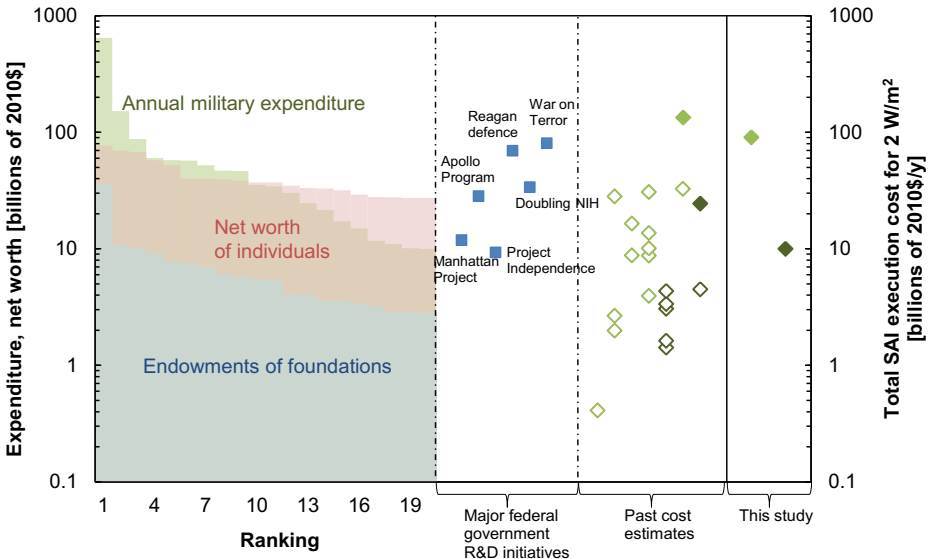 Expenditure, net worth [billions of 2010$]
1000
100
10
1
0.1
Annual military expenditure
Net worth
of individuals
Endowments of foundations
1
4
7
10
13
16
19
Ranking
War on
Terror
Reagan
defence
Apollo
Program
Doubling NIH
Manhattan
Project
Project
Independence
Major federal
government
R&D initiatives
Past cost
estimates
This study
1000
100
10
1
0.1
Total SAI execution cost for 2 W/m²
[billions of 2010$/y]